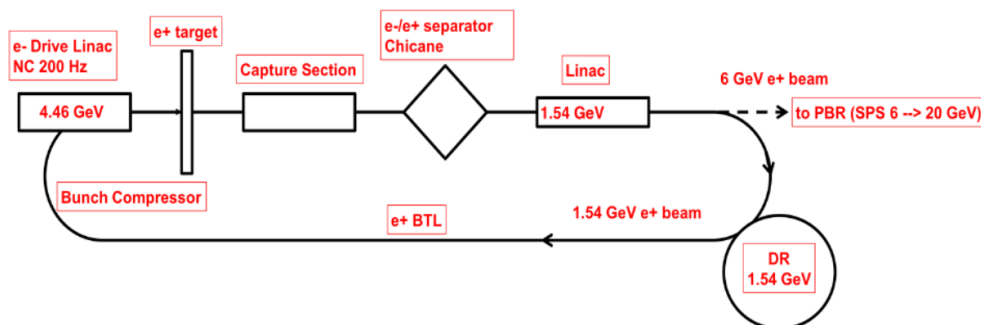 e- Drive Linac
NC 200 Hz
e+ target
e-/e+ separator
Chicane
Capture Section
Linac
6 GeV e+ beam
4.46 GeV
1.54 GeV
to PBR (SPS 6 --> 20 GeV)
Bunch Compressor
e+ BTL
1.54 GeV e+ beam
DR
1.54 GeV